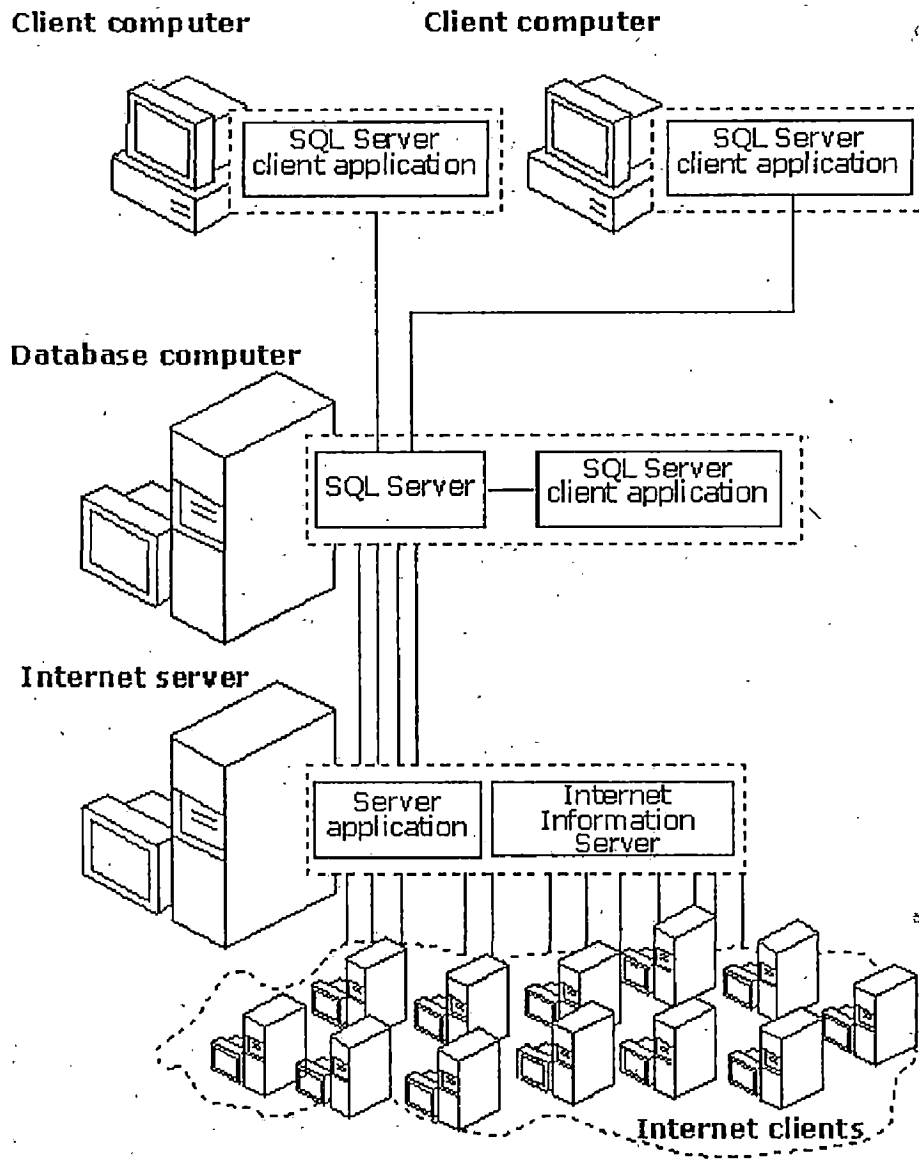 Client computer
Client computer
SQL Server
client application
SQL Server
client application
Database computer
SQL Server
SQL Server
client application
Internet server
Server
application
Internet
Information
Server
Internet clients